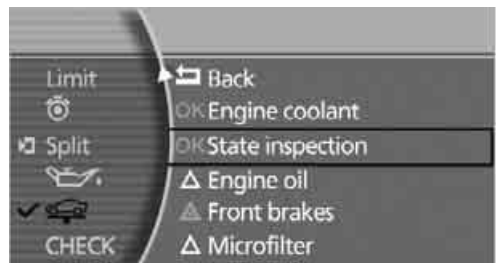 Limit
Split
CHECK
Back
OK Engine coolant
OK State inspection
Engine oil
Front brakes
Microfilter